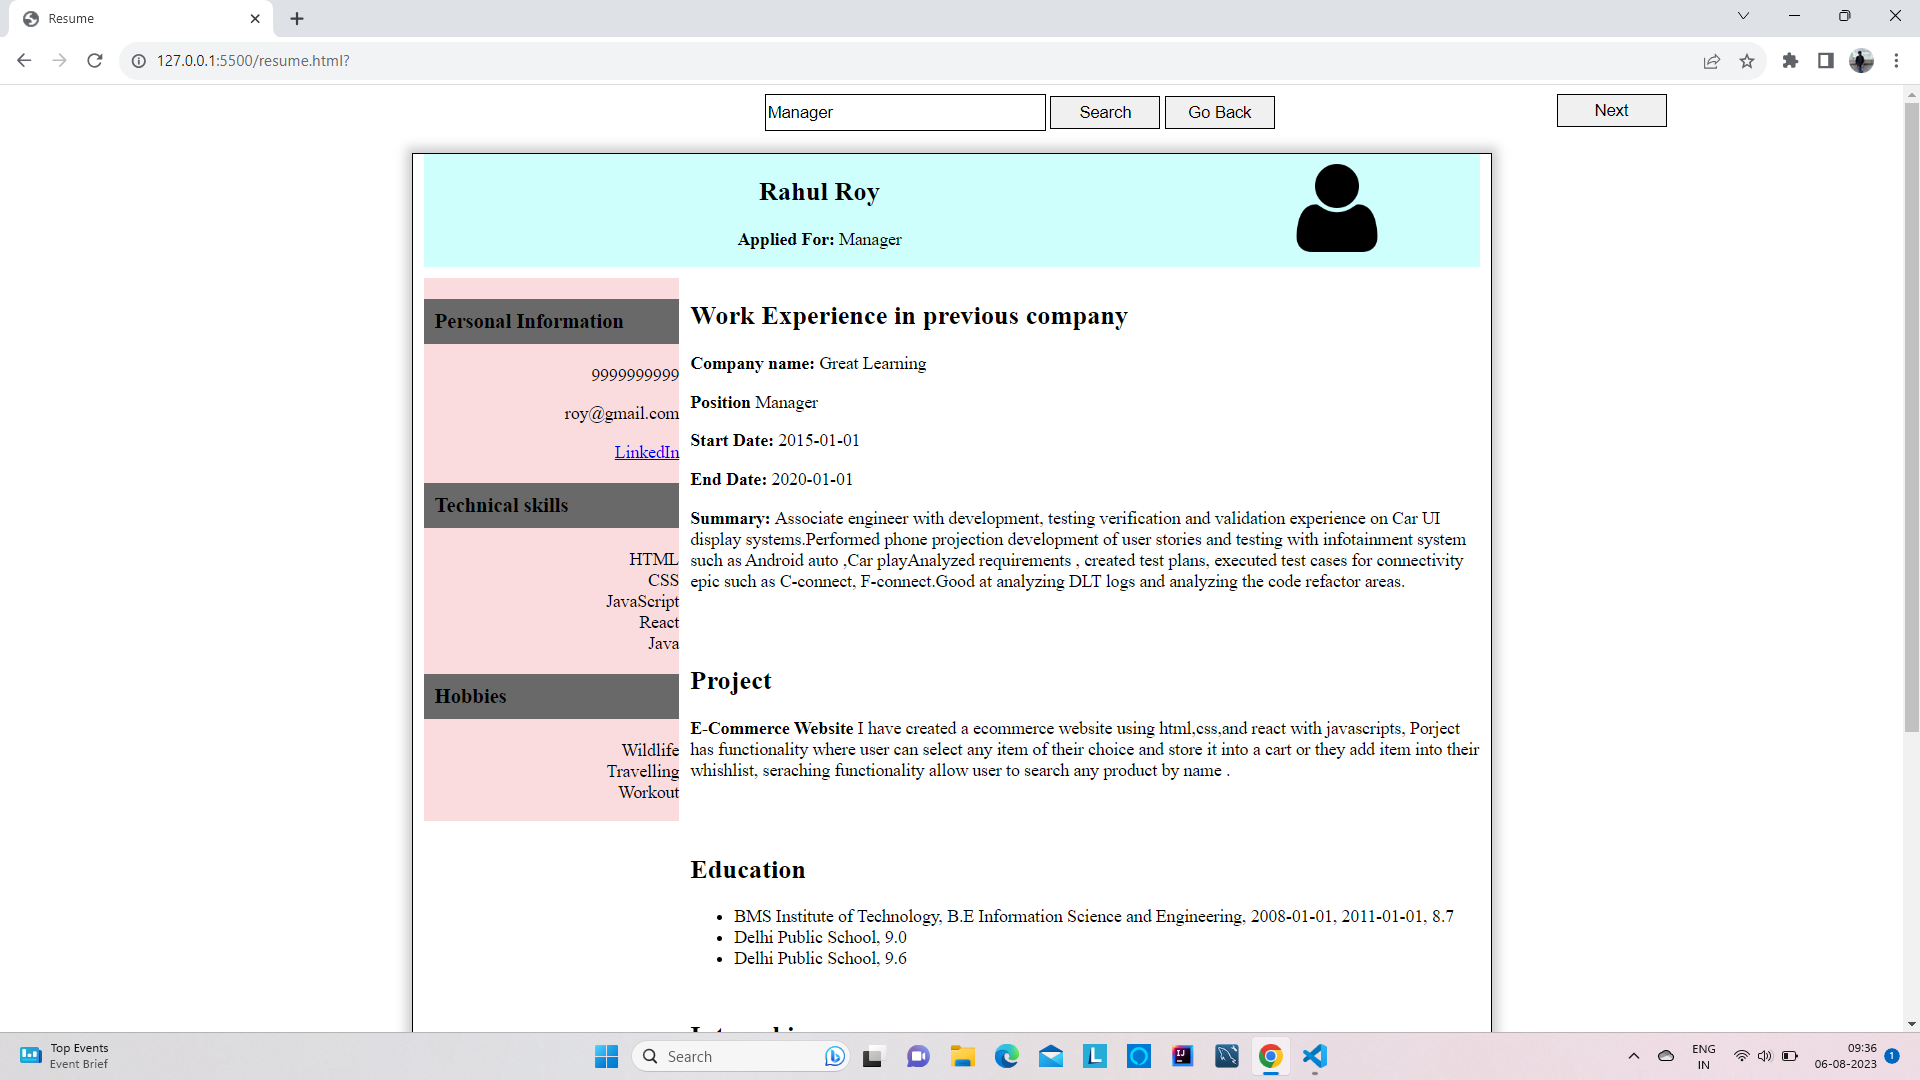 Resume
127.0.0.1:5500/resume.html?
Manager
Search
Go Back
Next
Rahul Roy
Applied For: Manager
Personal Information
9999999999
roy@gmail.com
LinkedIn
Technical skills
HTML
CSS
JavaScript
React
Java
Hobbies
Wildlife
Travelling
Workout
Work Experience in previous company
Company name: Great Learning
Position Manager
Start Date: 2015-01-01
End Date: 2020-01-01
Summary: Associate engineer with development, testing verification and validation experience on Car UI
display systems.Performed phone projection development of user stories and testing with infotainment system
such as Android auto ,Car playAnalyzed requirements , created test plans, executed test cases for connectivity
epic such as C-connect, F-connect.Good at analyzing DLT logs and analyzing the code refactor areas.
Project
E-Commerce Website I have created a ecommerce website using html,css,and react with javascripts, Porject
has functionality where user can select any item of their choice and store it into a cart or they add item into their
whishlist, seraching functionality allow user to search any product by name .
Education
BMS Institute of Technology, B.E Information Science and Engineering, 2008-01-01, 2011-01-01, 8.7
Delhi Public School, 9.0
Delhi Public School, 9.6
Top Events
Event Brief
Search
L
IJ
ENG
IN
09:36
06-08-2023
1